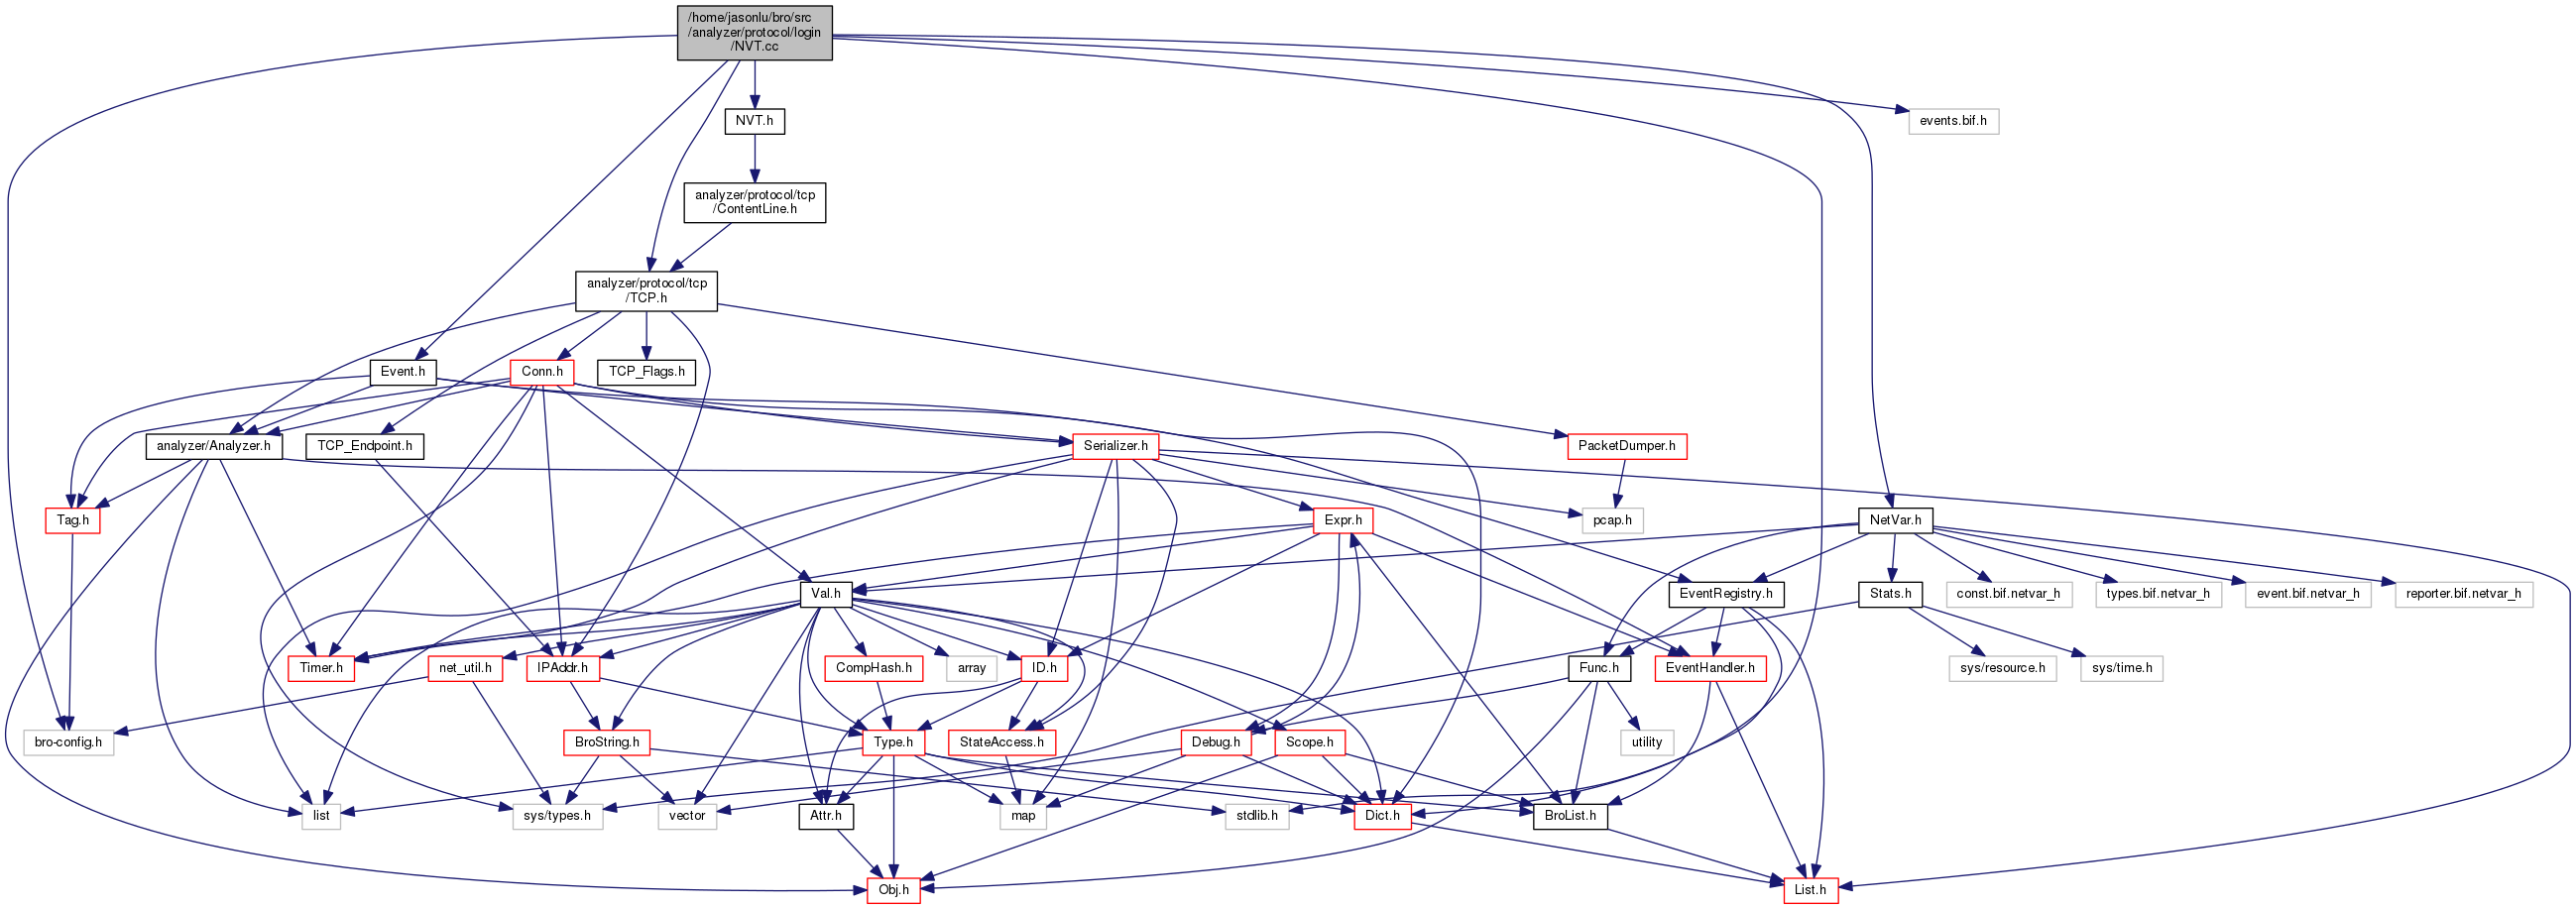 /home/jasonlu/bro/src
/analyzer/protocol/login
/NVT.cc
NVT.h
events.bif.h
analyzer/protocol/tcp
/ContentLine.h
analyzer/protocol/tcp
/TCP.h
Event.h
Conn.h
TCP_Flags.h
analyzer/Analyzer.h
TCP_Endpoint.h
Serializer.h
PacketDumper.h
Tag.h
Expr.h
pcap.h
NetVar.h
Val.h
EventRegistry.h
Stats.h
const.bif.netvar_h
types.bif.netvar_h
event.bif.netvar_h
reporter.bif.netvar_h
Timer.h
net_util.h
IPAddr.h
CompHash.h
array
ID.h
Func.h
EventHandler.h
sys/resource.h
sys/time.h
bro-config.h
BroString.h
Type.h
StateAccess.h
Debug.h
Scope.h
utility
list
sys/types.h
vector
Attr.h
map
stdlib.h
Dict.h
BroList.h
Obj.h
List.h